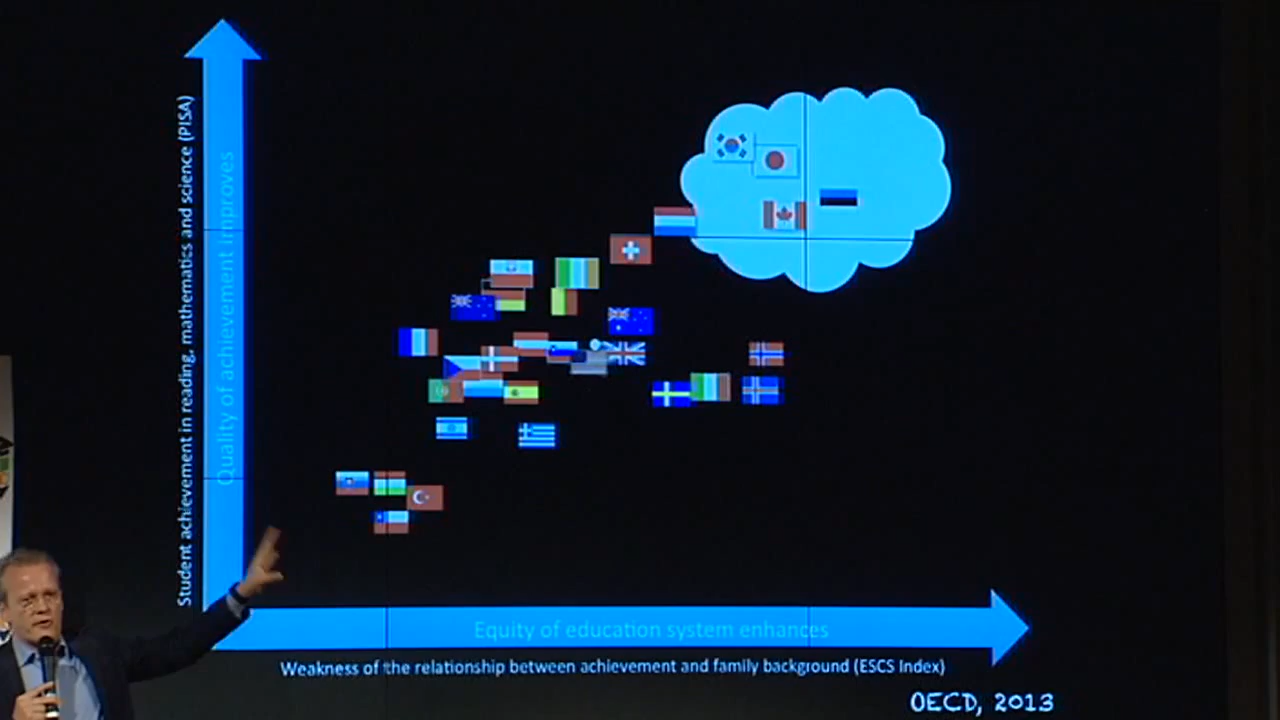 Student achievement in reading, mathematics and science (PISA)
Quality of achievement improves
Equity of education system enhances
Weakness of the relationship between achievement and family background (ESCS Index)
OECD, 2013